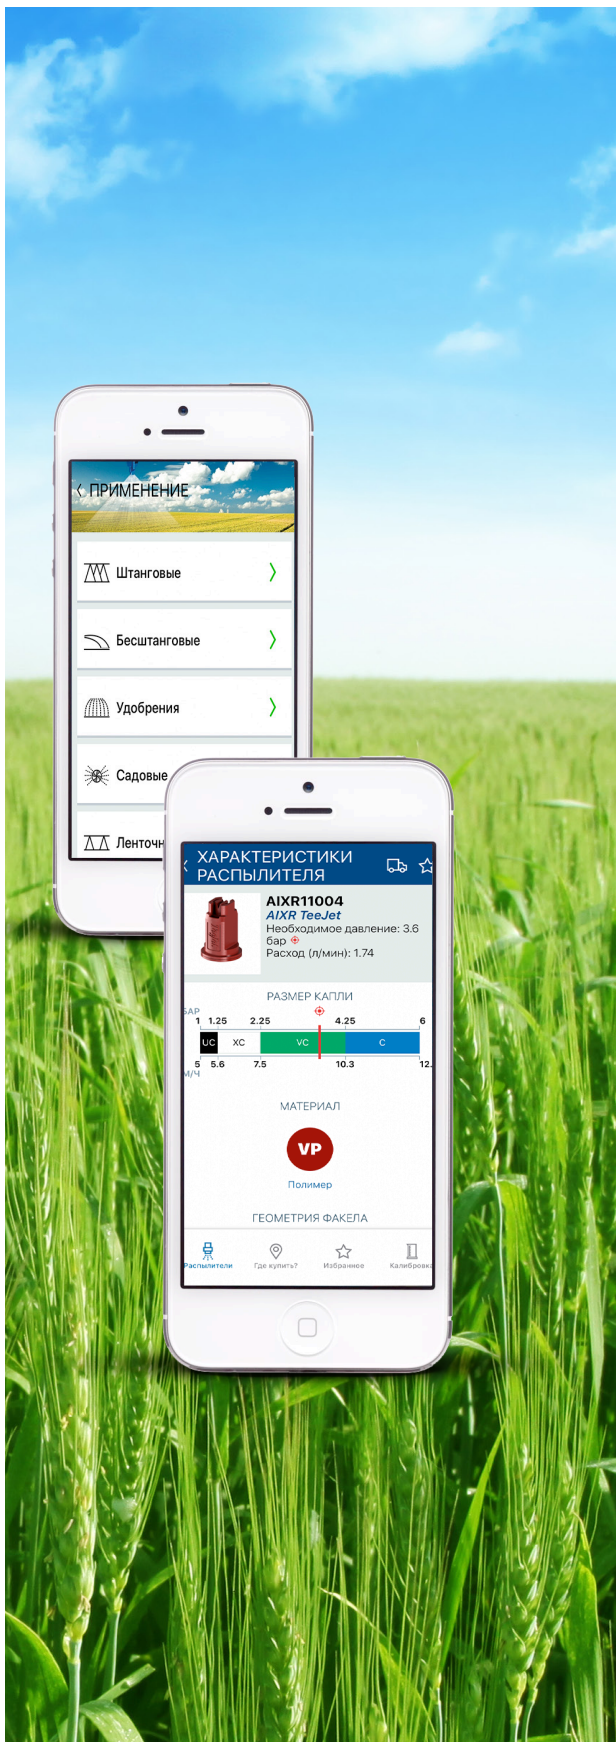 ПРИМЕНЕНИЕ
Штанговые
Бесштанговые
Удобрения
Садовые
Ленточн
ХАРАКТЕРИСТИКИ
РАСПЫЛИТЕЛЯ
AIXR11004
AIXR TeeJet
Необходимое давление: 3.6
бар
Расход (л/мин): 1.74
РАЗМЕР КАПЛИ
БАР
1 1.25 2.25 4.25 6
UC XC VC C
5 5.6 7.5 10.3 12.
М/Ч
МАТЕРИАЛ
VP
Полимер
ГЕОМЕТРИЯ ФАКЕЛА
Распылители Где купить? Избранное Калибровк